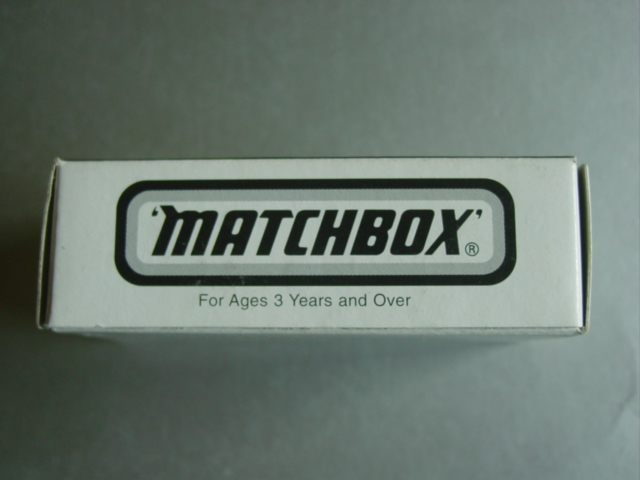 'MATCHBOX'®
For Ages 3 Years and Over